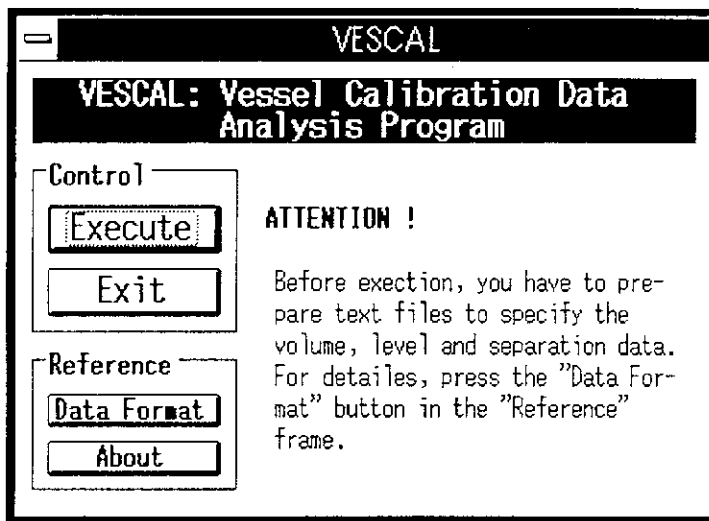 VESCAL
VESCAL: Vessel Calibration Data
Analysis Program
Control
Execute
Exit
Reference
Data Format
About
ATTENTION !
Before exection, you have to pre-
pare text files to specify the
volume, level and separation data.
For detailes, press the ”Data For-
mat” button in the ”Reference”
frame.